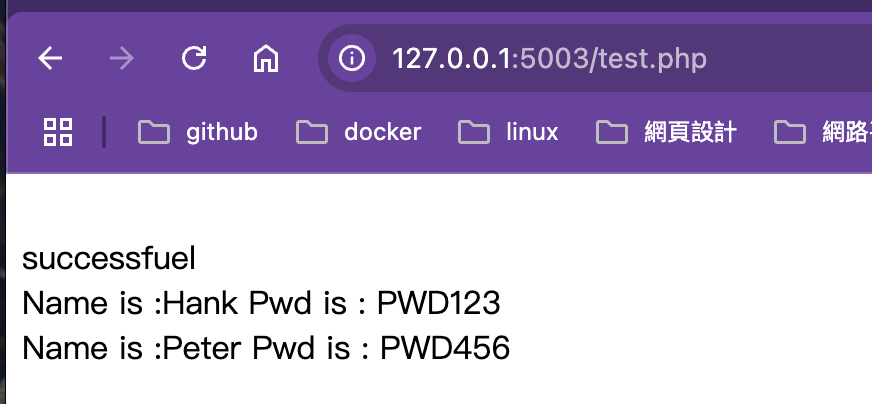 127.0.0.1:5003/test.php
github docker linux 網頁設計 網路
successfuel
Name is :Hank Pwd is : PWD123
Name is :Peter Pwd is : PWD456